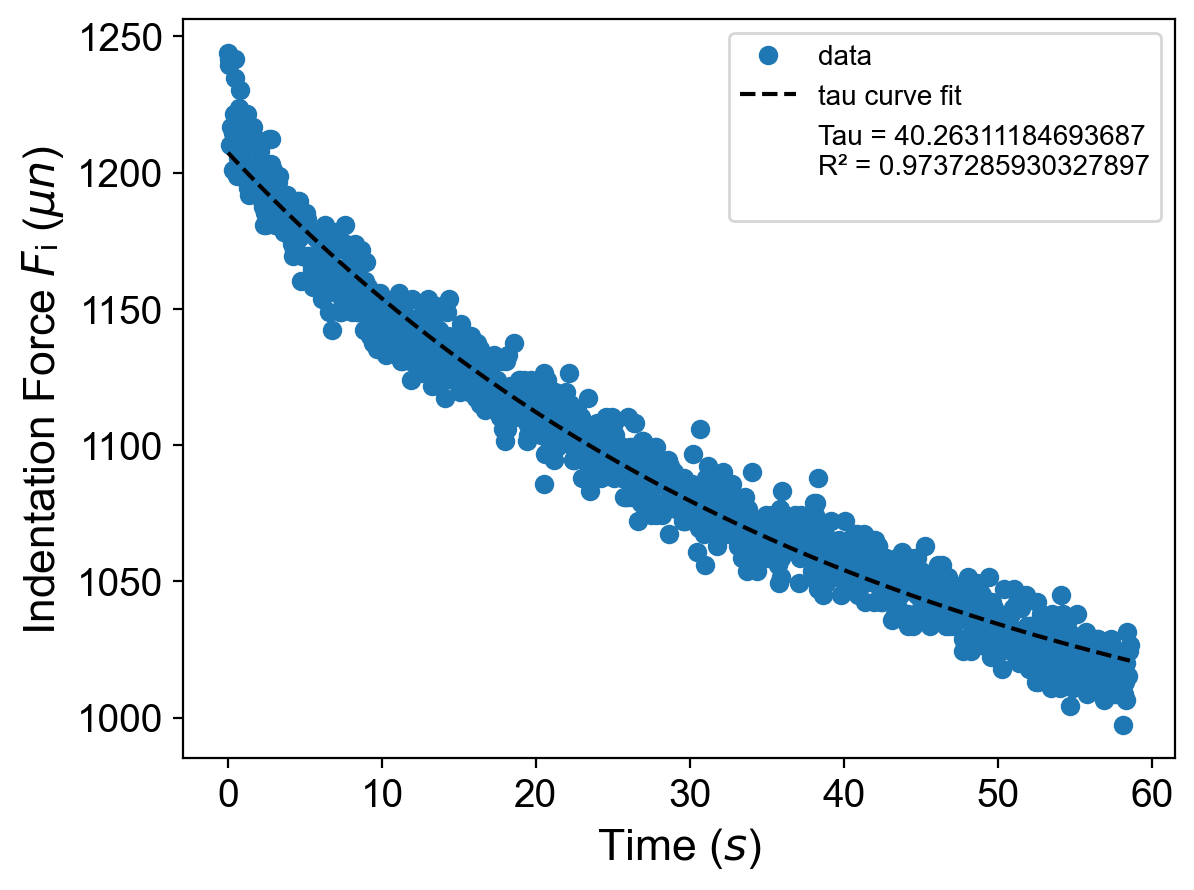 1250
1200
1150
1100
1050
1000
Indentation Force Fᵢ (μn)
data
tau curve fit
Tau = 40.26311184693687
R² = 0.9737285930327897
0 10 20 30 40 50 60
Time (s)